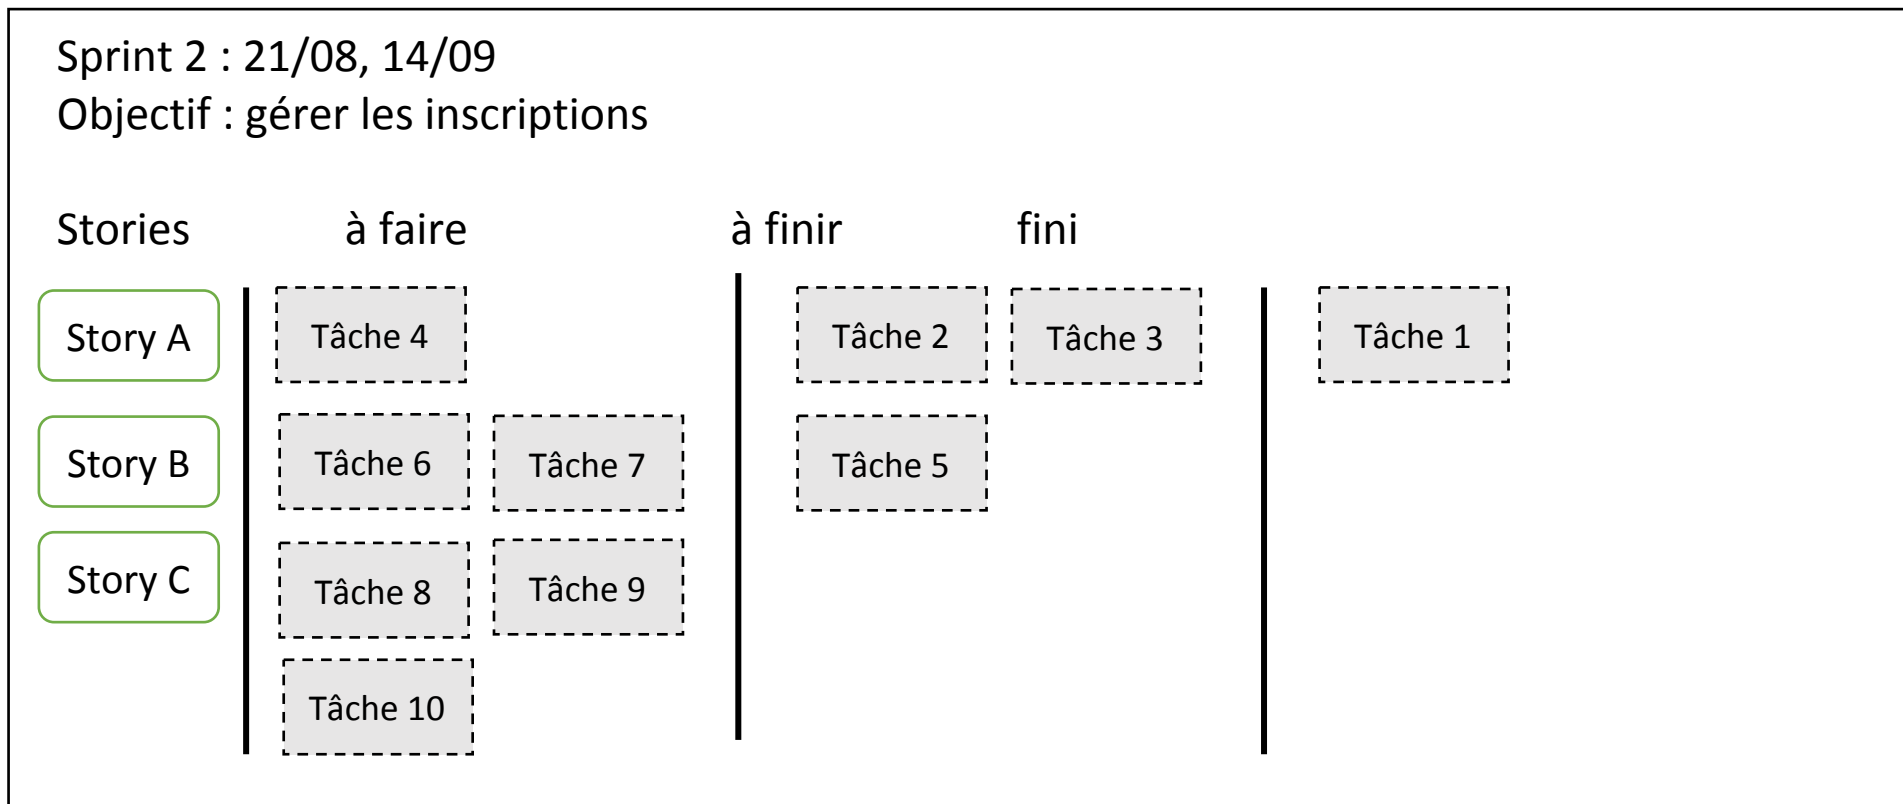 Sprint 2 : 21/08, 14/09
Objectif : gérer les inscriptions
Stories à faire à finir fini
Story A Tâche 4 Tâche 2 Tâche 3 Tâche 1
Story B Tâche 6 Tâche 7 Tâche 5
Story C Tâche 8 Tâche 9
Tâche 10